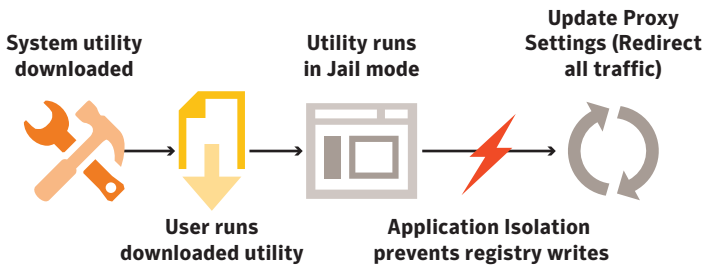 System utility
downloaded
User runs
downloaded utility
Utility runs
in Jail mode
Application Isolation
prevents registry writes
Update Proxy
Settings (Redirect
all traffic)